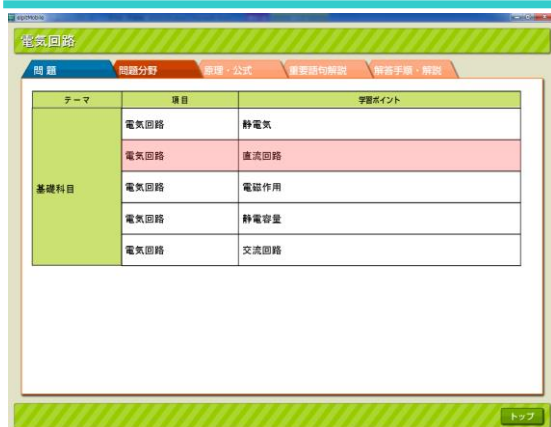 電気回路
問題 問題分野 原理・公式 重要語句解説 解答手順・解説
テーマ 項目 学習ポイント
電気回路 静電気
電気回路 直流回路
基礎科目 電気回路 電磁作用
電気回路 静電容量
電気回路 交流回路
トップ